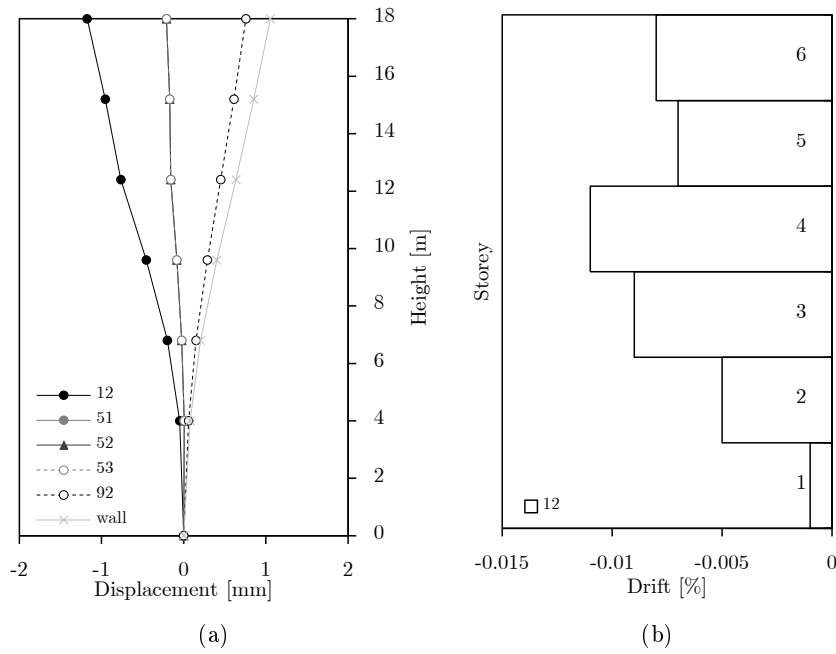 18
16
14
12
10
8
6
4
2
0
Height [m]
12
51
52
53
92
wall
-2 -1 0 1 2
Displacement [mm]
(a)
Storey
6
5
4
3
2
1
12
-0.015 -0.01 -0.005 0
Drift [%]
(b)